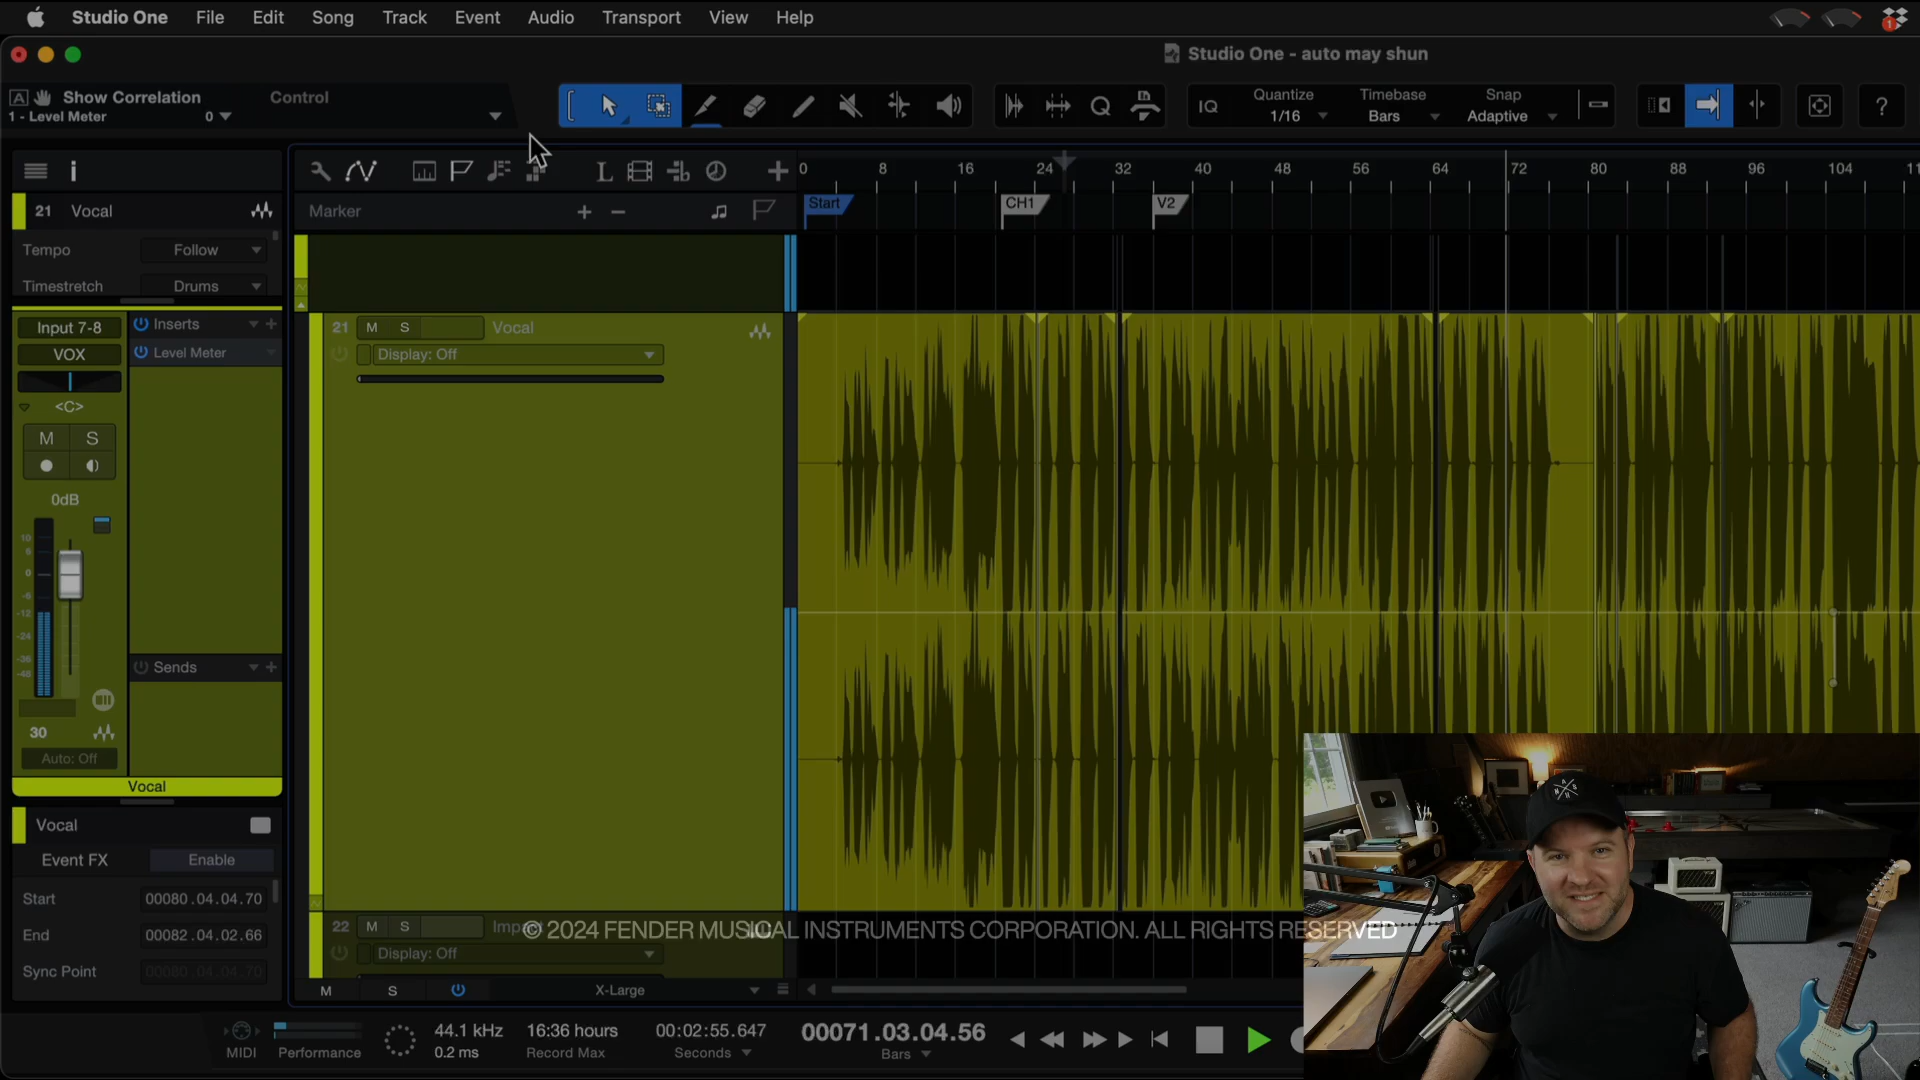 Studio One File Edit Song Track Event Audio Transport View Help
1
Studio One - auto may shun
A Show Correlation Control
1 - Level Meter 0
IQ Quantize Timebase Snap
1/16 Bars Adaptive
?
i L
0 8 16 24 32 40 48 56 64 72 80 88 96 104
21 Vocal
Marker
Start CH1 V2
Tempo Follow
Timestretch Drums
Input 7-8 Inserts
VOX Level Meter
<C>
M S
0dB
10
6
0
-6
-12
-24
-36
-48
Sends
30
Auto: Off
Vocal
21 M S Vocal
Display: Off
Vocal
Event FX Enable
Start 00080.04.04.70
End 00082.04.02.66
Sync Point 00080.04.04.70
22 M S
Display: Off
© 2024 FENDER MUSICAL INSTRUMENTS CORPORATION. ALL RIGHTS RESERVED
M S X-Large
MIDI Performance
44.1 kHz 16:36 hours 00:02:55.647 00071.03.04.56
0.2 ms Record Max Seconds Bars